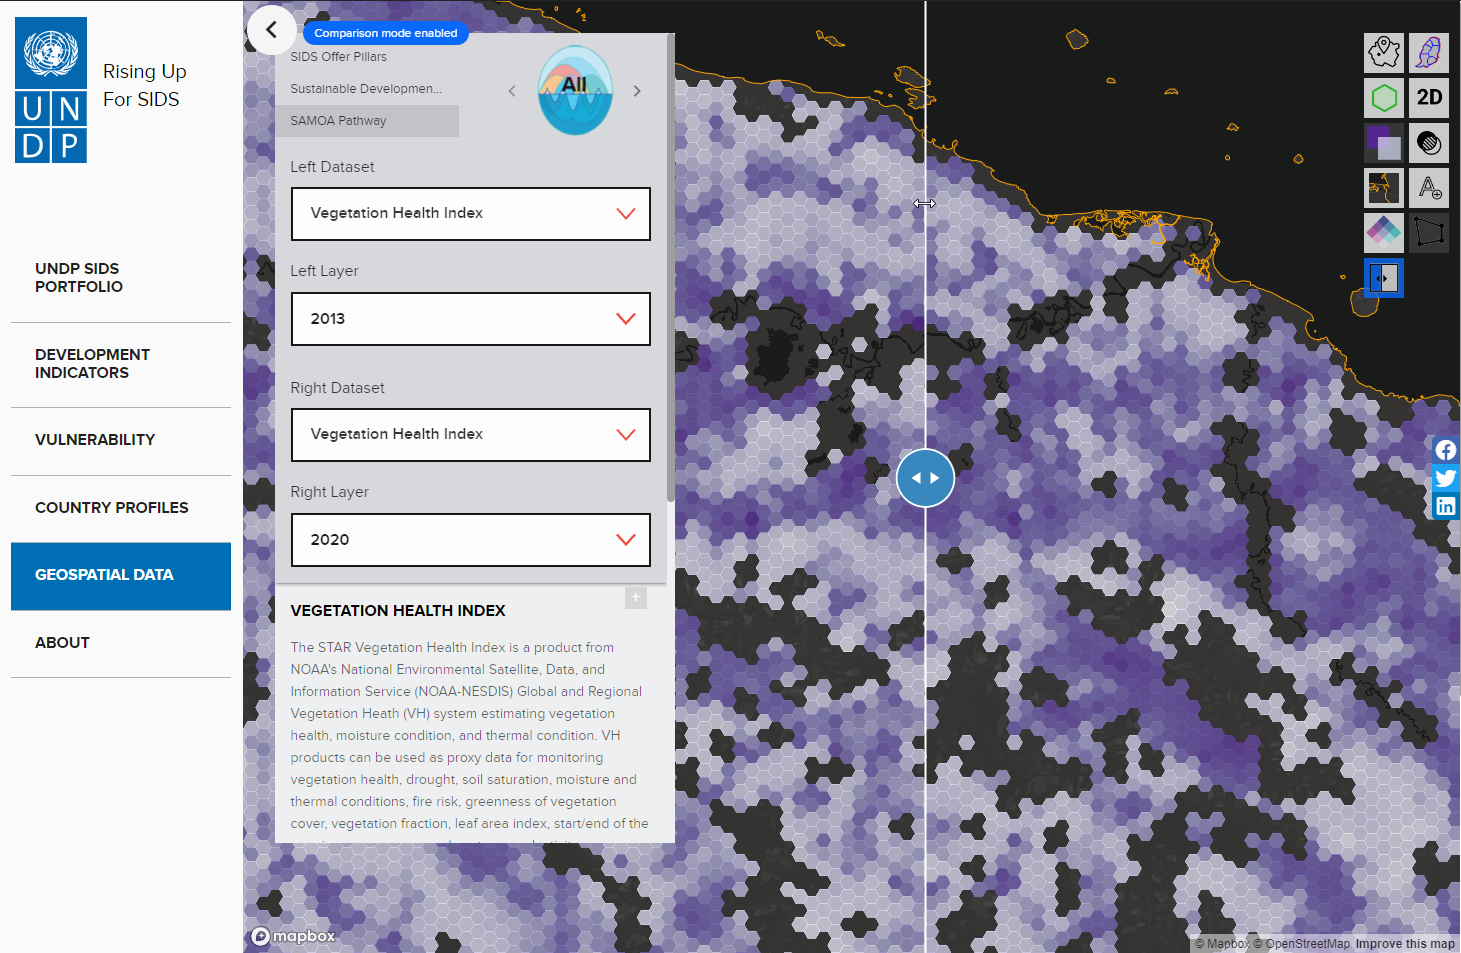 UN
DP
Rising Up
For SIDS
UNDP SIDS
PORTFOLIO
DEVELOPMENT
INDICATORS
VULNERABILITY
COUNTRY PROFILES
GEOSPATIAL DATA
ABOUT
Comparison mode enabled
SIDS Offer Pillars
Sustainable Developmen...
SAMOA Pathway
All
Left Dataset
Vegetation Health Index
Left Layer
2013
Right Dataset
Vegetation Health Index
Right Layer
2020
+
VEGETATION HEALTH INDEX
The STAR Vegetation Health Index is a product from
NOAA's National Environmental Satellite, Data, and
Information Service (NOAA-NESDIS) Global and Regional
Vegetation Heath (VH) system estimating vegetation
health, moisture condition, and thermal condition. VH
products can be used as proxy data for monitoring
vegetation health, drought, soil saturation, moisture and
thermal conditions, fire risk, greenness of vegetation
cover, vegetation fraction, leaf area index, start/end of the
2D
A
f
in
mapbox
© Mapbox © OpenStreetMap Improve this map